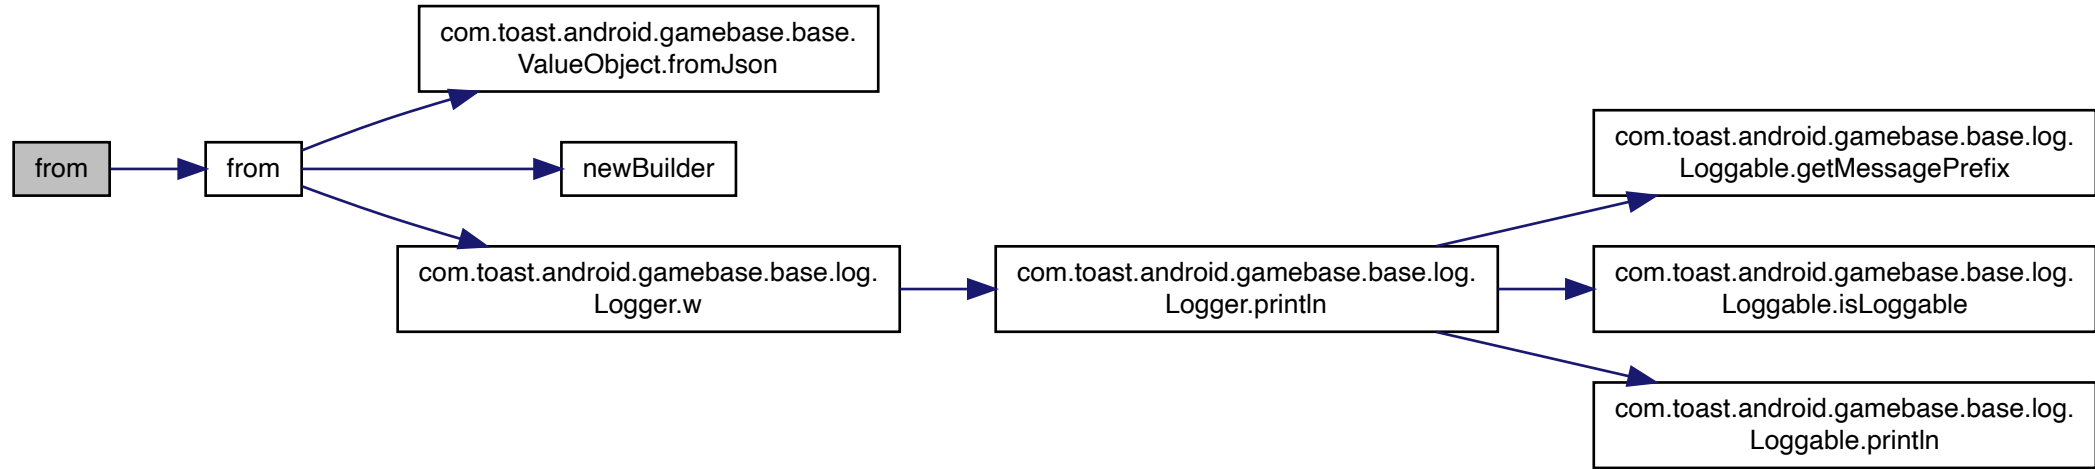 from
from
com.toast.android.gamebase.base.
ValueObject.fromJson
newBuilder
com.toast.android.gamebase.base.log.
Logger.w
com.toast.android.gamebase.base.log.
Logger.println
com.toast.android.gamebase.base.log.
Loggable.getMessagePrefix
com.toast.android.gamebase.base.log.
Loggable.isLoggable
com.toast.android.gamebase.base.log.
Loggable.println